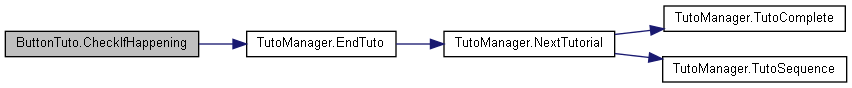 ButtonTuto.CheckIfHappening
TutoManager.EndTuto
TutoManager.NextTutorial
TutoManager.TutoComplete
TutoManager.TutoSequence